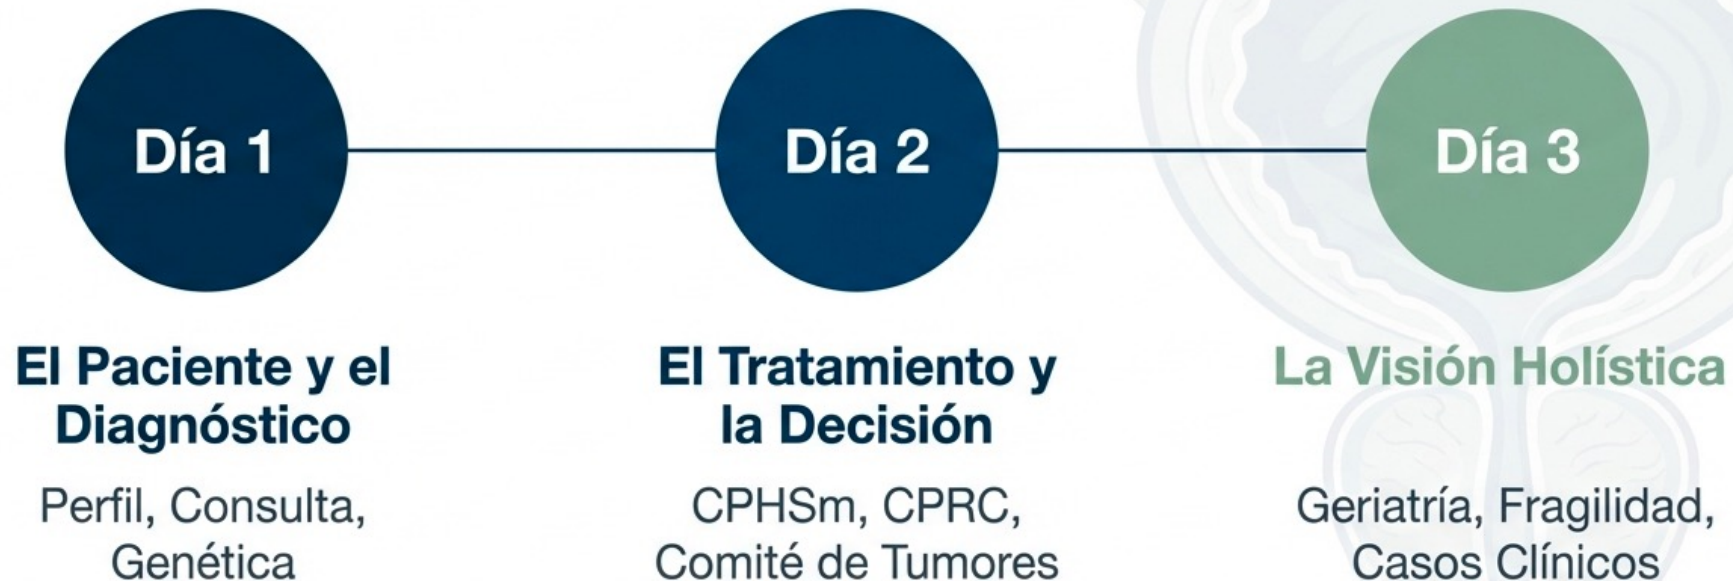 Día 1
Día 2
Día 3
El Paciente y el
Diagnóstico
Perfil, Consulta,
Genética
El Tratamiento y
la Decisión
CPHSm, CPRC,
Comité de Tumores
La Visión Holística
Geriatría, Fragilidad,
Casos Clínicos